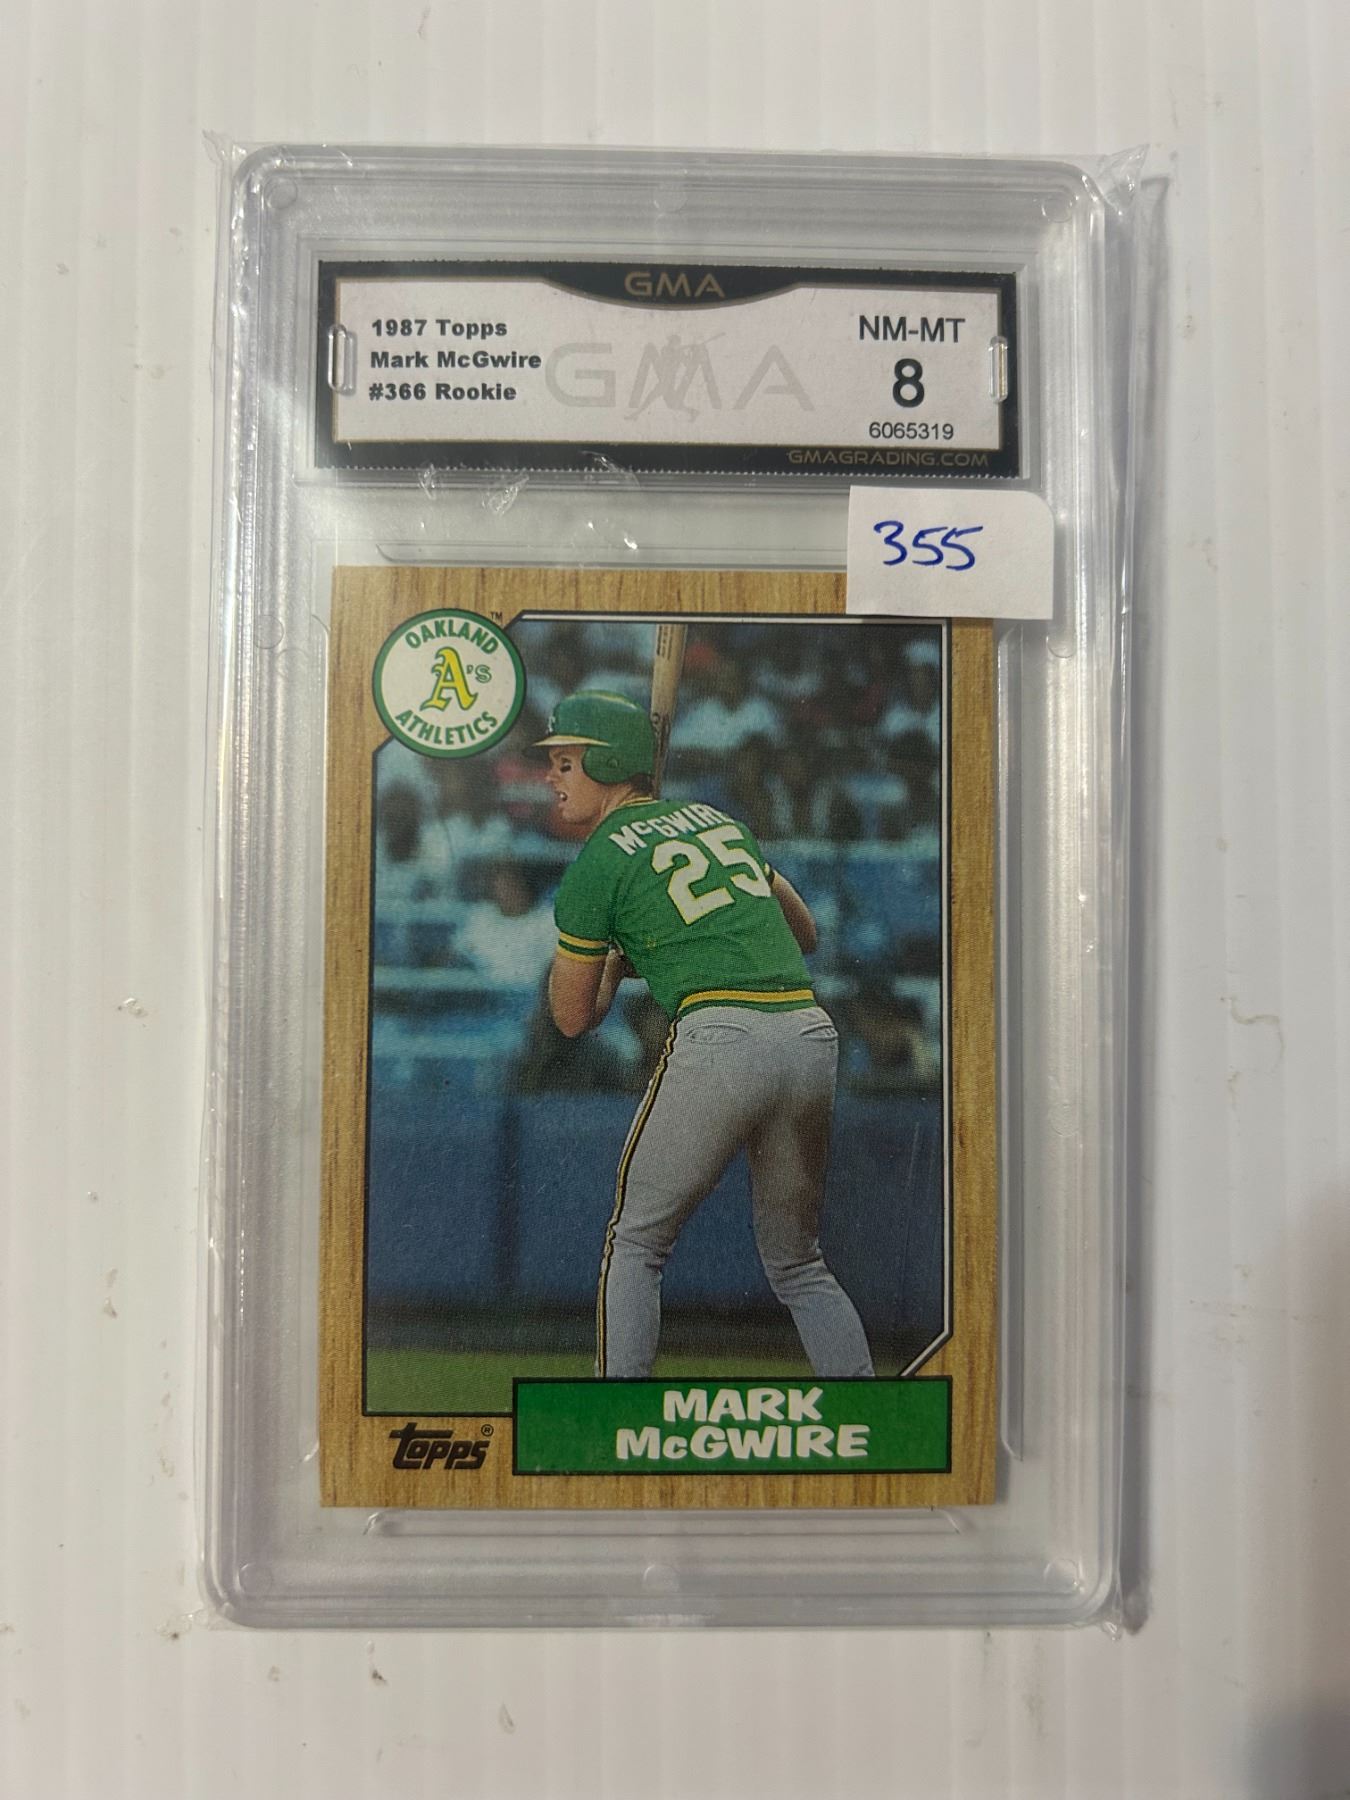 GMA
1987 Topps
Mark McGwire
#366 Rookie
GMA
NM-MT
8
6065319
GMAGRADING.COM
355
OAKLAND
A's
ATHLETICS
TM
McGWIRE
25
topps®
MARK
McGWIRE